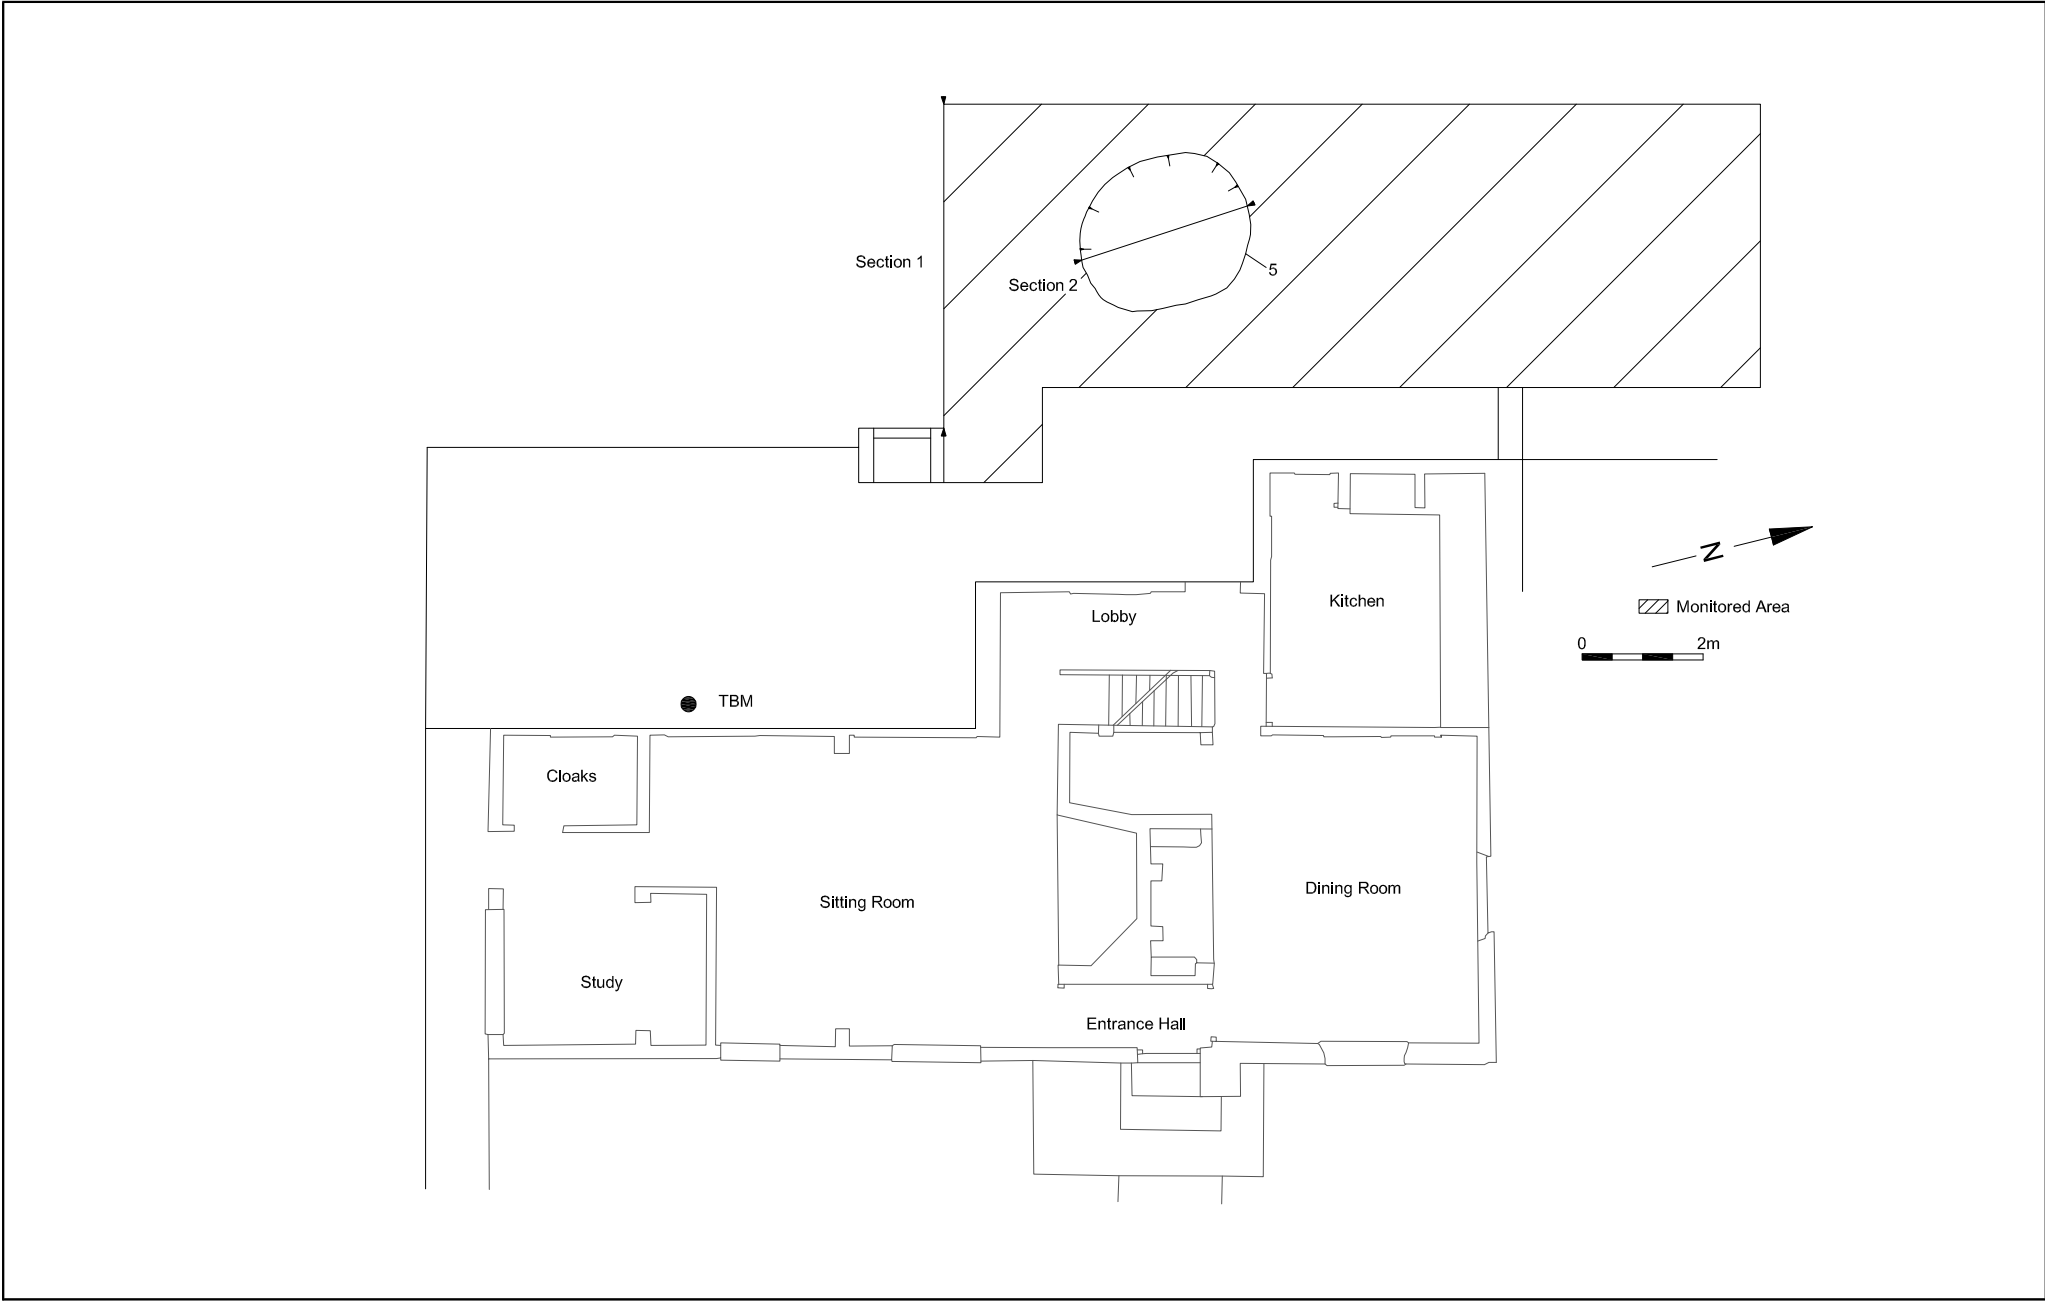 Section 1
Section 2
5
N
Kitchen
Monitored Area
Lobby
0 2m
TBM
Cloaks
Dining Room
Sitting Room
Study
Entrance Hall